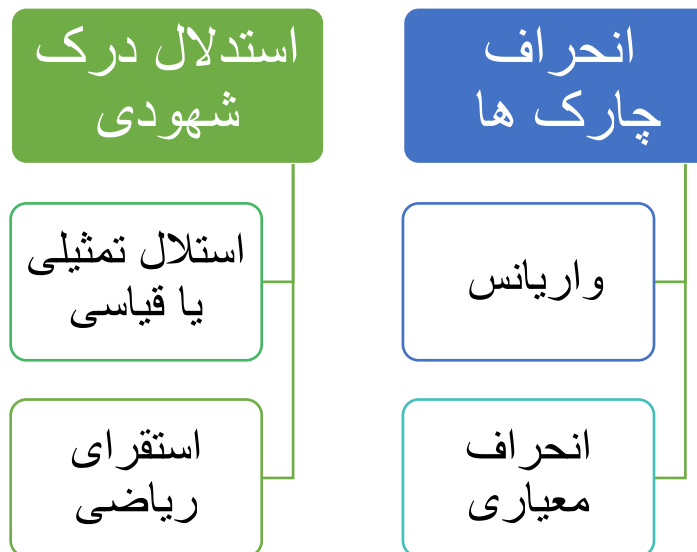 انحراف
چارک ها
واریانس
انحراف
معیاری
استدلال درک
شهودی
استلال تمثیلی
یا قیاسی
استقرای
ریاضی